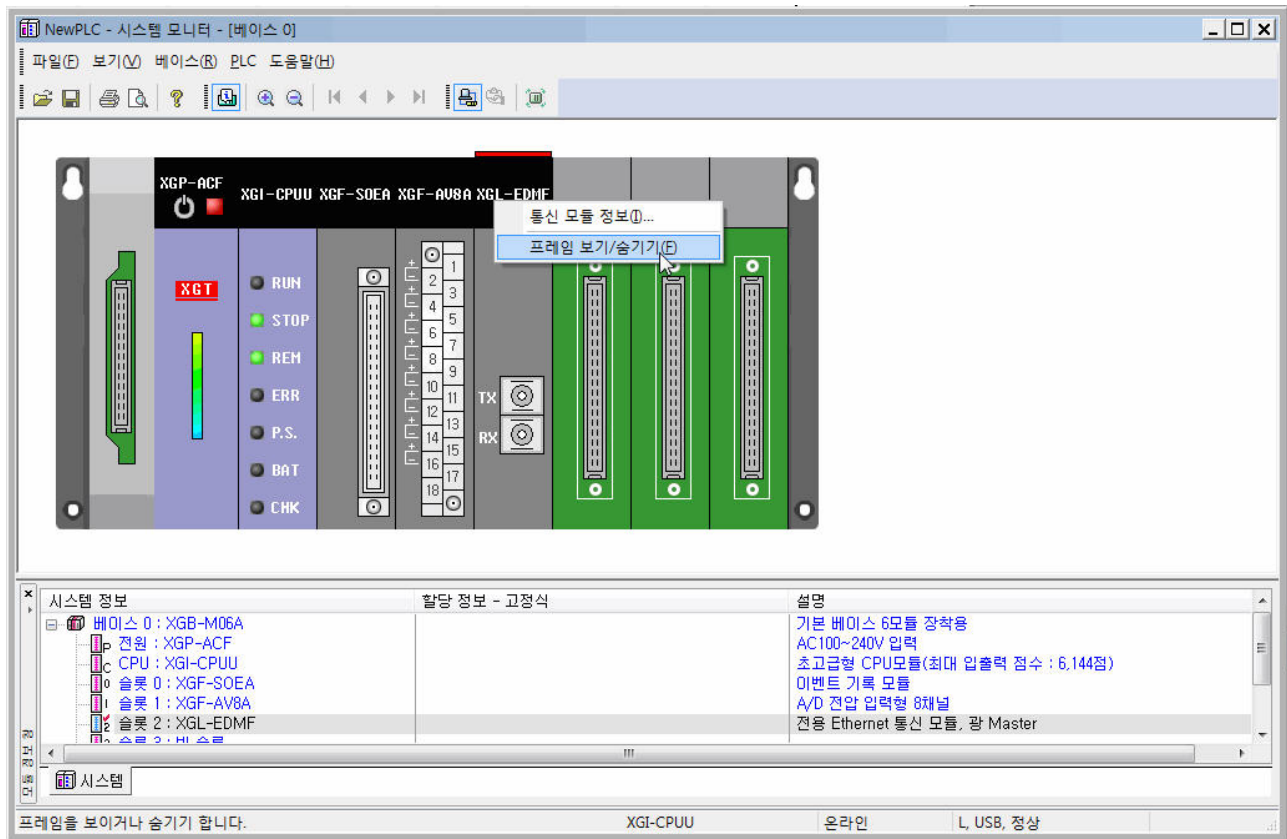 NewPLC - 시스템 모니터 - [베이스 0]
파일(F) 보기(V) 베이스(B) PLC 도움말(H)
XGP-ACF XGI-CPUU XGF-SOEA XGF-AV8A XGL-EDMF
통신 모듈 정보(I)...
프레임 보기/숨기기(F)
XGT
RUN
STOP
REM
ERR
P.S.
BAT
CHK
1
2
3
4
5
6
7
8
9
10
11
12
13
14
15
16
17
18
TX
RX
시스템 정보 할당 정보 - 고정식 설명
베이스 0 : XGB-M06A 기본 베이스 6모듈 장착용
P 전원 : XGP-ACF AC100~240V 입력
C CPU : XGI-CPUU 초고급형 CPU모듈(최대 입출력 점수 : 6,144점)
0 슬롯 0 : XGF-SOEA 이벤트 기록 모듈
1 슬롯 1 : XGF-AV8A A/D 전압 입력형 8채널
2 슬롯 2 : XGL-EDMF 전용 Ethernet 통신 모듈, 광 Master
시스템
프레임을 보이거나 숨기기 합니다. XGI-CPUU 온라인 L, USB, 정상